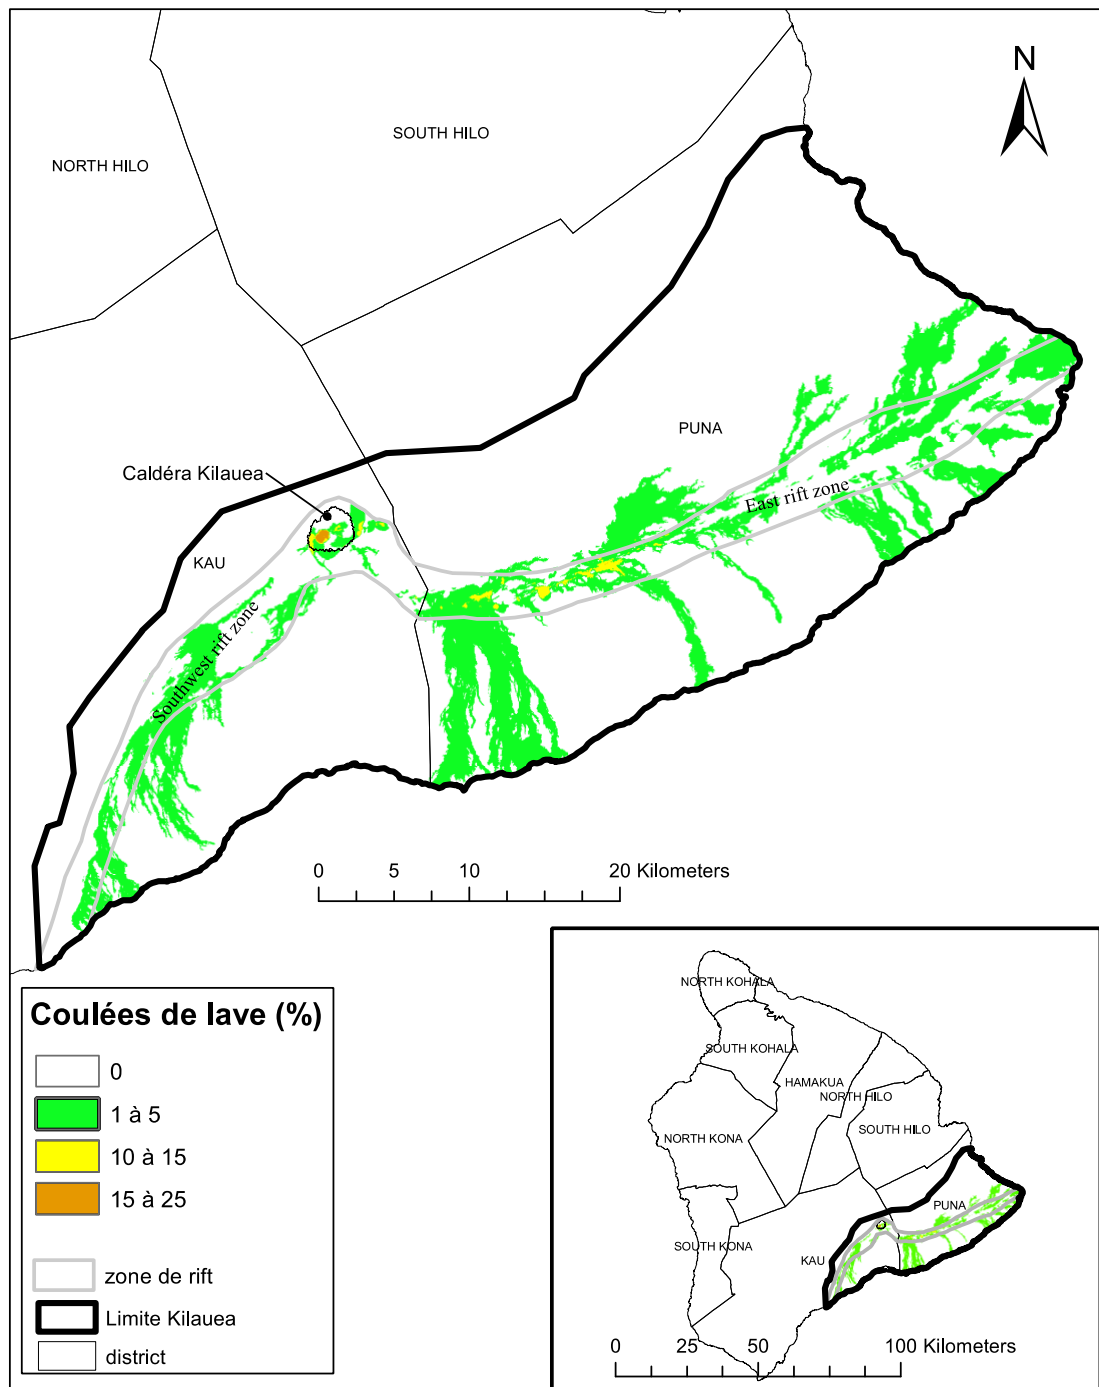 N
SOUTH HILO
NORTH HILO
PUNA
Caldéra Kilauea
KAU
East rift zone
Southwest rift zone
0 5 10 20 Kilometers
Coulées de lave (%)
0
1 à 5
10 à 15
15 à 25
zone de rift
Limite Kilauea
district
NORTH KOHALA
SOUTH KOHALA
HAMAKUA
NORTH HILO
SOUTH HILO
NORTH KONA
PUNA
SOUTH KONA
KAU
0 25 50 100 Kilometers